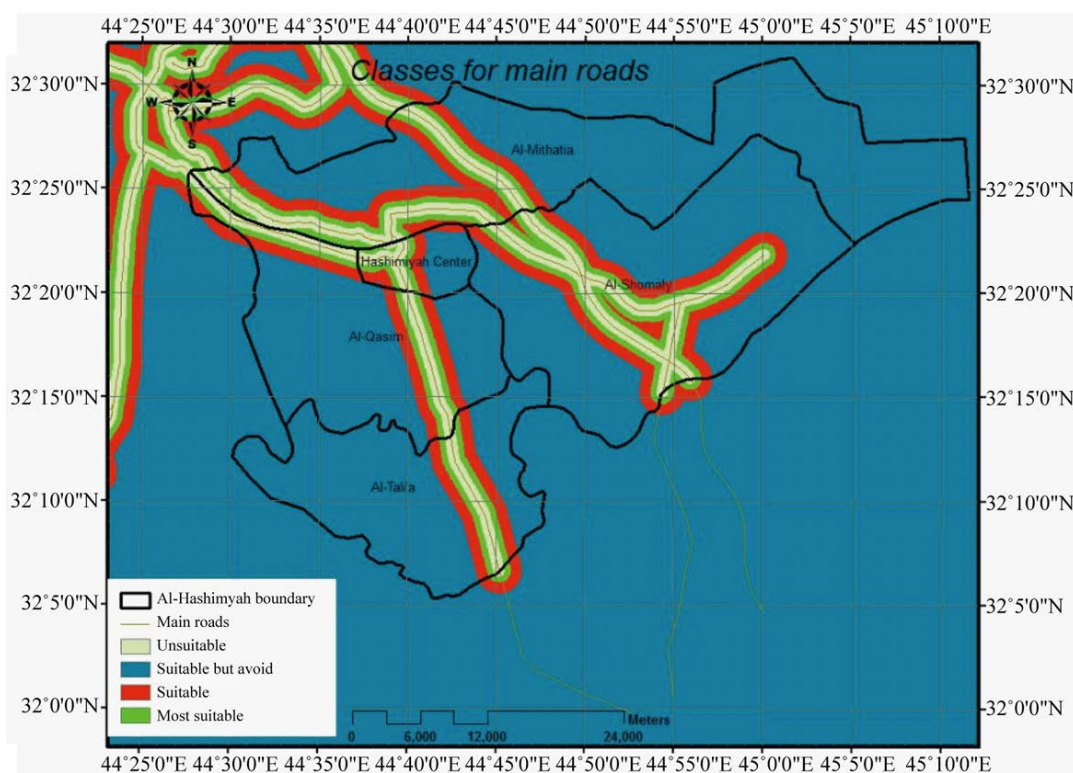 44˚25'0"E 44˚30'0"E 44˚35'0"E 44˚40'0"E 44˚45'0"E 44˚50'0"E 44˚55'0"E 45˚0'0"E 45˚5'0"E 45˚10'0"E
Classes for main roads
N
W E
S
32˚30'0"N 32˚30'0"N
Al-Mithatia
32˚25'0"N 32˚25'0"N
Hashimiyah Center
Al-Shomaly
32˚20'0"N 32˚20'0"N
Al-Qasim
32˚15'0"N 32˚15'0"N
Al-Tali'a
32˚10'0"N 32˚10'0"N
32˚5'0"N 32˚5'0"N
Al-Hashimyah boundary
Main roads
Unsuitable
Suitable but avoid
Suitable
Most suitable
32˚0'0"N 32˚0'0"N
Meters
0 6,000 12,000 24,000
44˚25'0"E 44˚30'0"E 44˚35'0"E 44˚40'0"E 44˚45'0"E 44˚50'0"E 44˚55'0"E 45˚0'0"E 45˚5'0"E 45˚10'0"E